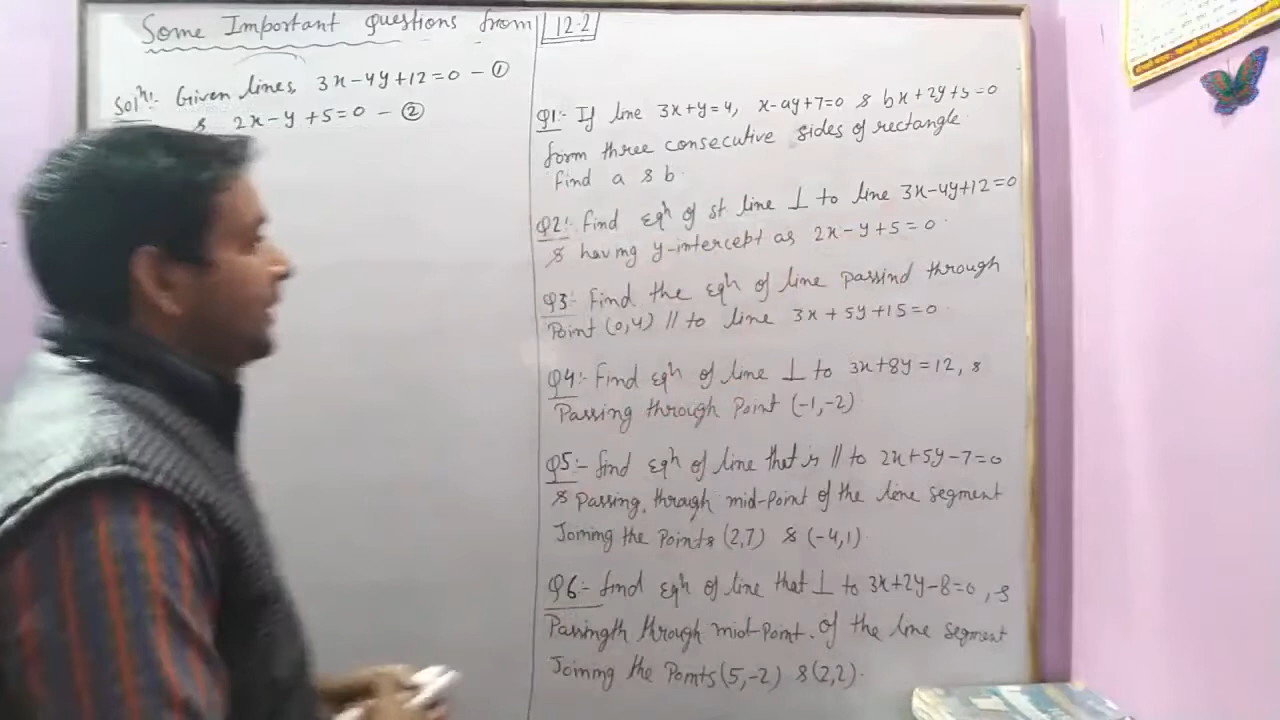 Some Important questions from 12.2
Solⁿ:- Given lines 3x-4y+12=0 - ①
& 2x-y+5=0 - ②
Q1:- If line 3x+y=4, x-ay+7=0 & bx+2y+5=0
form three consecutive sides of rectangle.
find a & b.
Q2:- find eqⁿ of st line ⊥ to line 3x-4y+12=0
& having y-intercept as 2x-y+5=0.
Q3:- Find the eqⁿ of line passind through
Point (0,4) // to line 3x+5y+15=0.
Q4:- Find eqⁿ of line ⊥ to 3x+8y=12, &
Passing through Point (-1,-2)
Q5:- find eqⁿ of line that is // to 2x+5y-7=0
& Passing through mid-Point of the line segment
Joining the Points (2,7) & (-4,1).
Q6:- find eqⁿ of line that ⊥ to 3x+2y-8=0, &
Passingth through mid-Point. of the line segment
Joining the Points (5,-2) & (2,2).